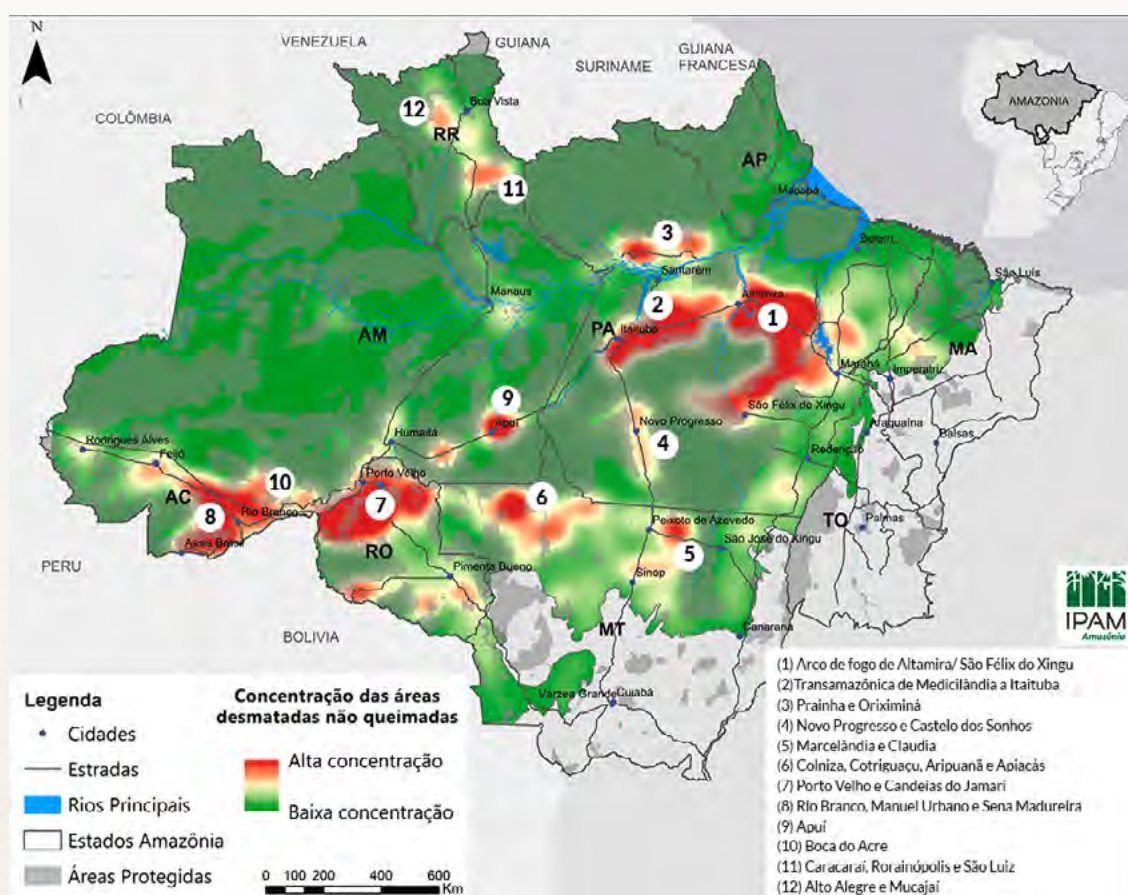 N
VENEZUELA
GUIANA
SURINAME
GUIANA
FRANCESA
COLÔMBIA
AMAZONIA
12
Boa Vista
RR
11
AP
Macapá
3
Santarém
Belem
São Luís
Manaus
2
Altamira
1
AM
PA
Itaituba
MA
Marabá
Imperatriz
9
São Félix do Xingu
Apuí
Novo Progresso
Araguaína
Balsas
Humaitá
4
Redenção
Rodrigues Alves
Feijó
10
Porto Velho
AC
7
6
8
Rio Branco
Peixoto de Azevedo
TO
Palmas
Assis Brasil
RO
São José do Xingu
5
PERU
Pimenta Bueno
Sinop
BOLIVIA
MT
Canarana
IPAM
Amazônia
Várzea Grande
Cuiabá
Legenda
Cidades
Estradas
Rios Principais
Estados Amazônia
Áreas Protegidas
Concentração das áreas
desmatadas não queimadas
Alta concentração
Baixa concentração
0 100 200 400 600
Km
(1) Arco de fogo de Altamira/ São Félix do Xingu
(2)Transamazônica de Medicilândia a Itaituba
(3) Prainha e Oriximiná
(4) Novo Progresso e Castelo dos Sonhos
(5) Marcelândia e Claudia
(6) Colniza, Cotriguaçu, Aripuanã e Apiacás
(7) Porto Velho e Candeias do Jamari
(8) Rio Branco, Manuel Urbano e Sena Madureira
(9) Apuí
(10) Boca do Acre
(11) Caracaraí, Rorainópolis e São Luiz
(12) Alto Alegre e Mucajaí